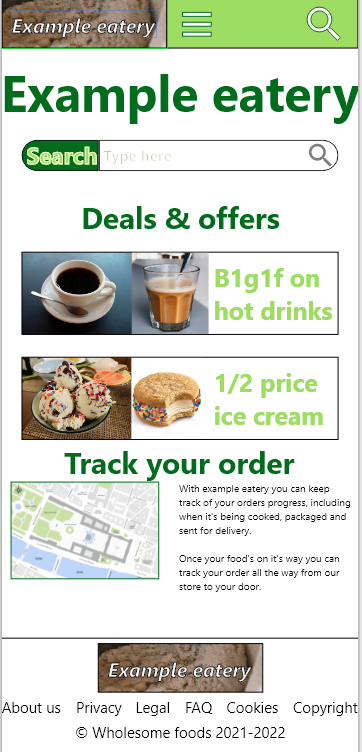 Example eatery
Example eatery
Search Type here
Deals & offers
B1g1f on
hot drinks
1/2 price
ice cream
Track your order
With example eatery you can keep
track of your orders progress, including
when it's being cooked, packaged and
sent for delivery.
Once your food's on it's way you can
track your order all the way from our
store to your door.
Example eatery
About us Privacy Legal FAQ Cookies Copyright
© Wholesome foods 2021-2022